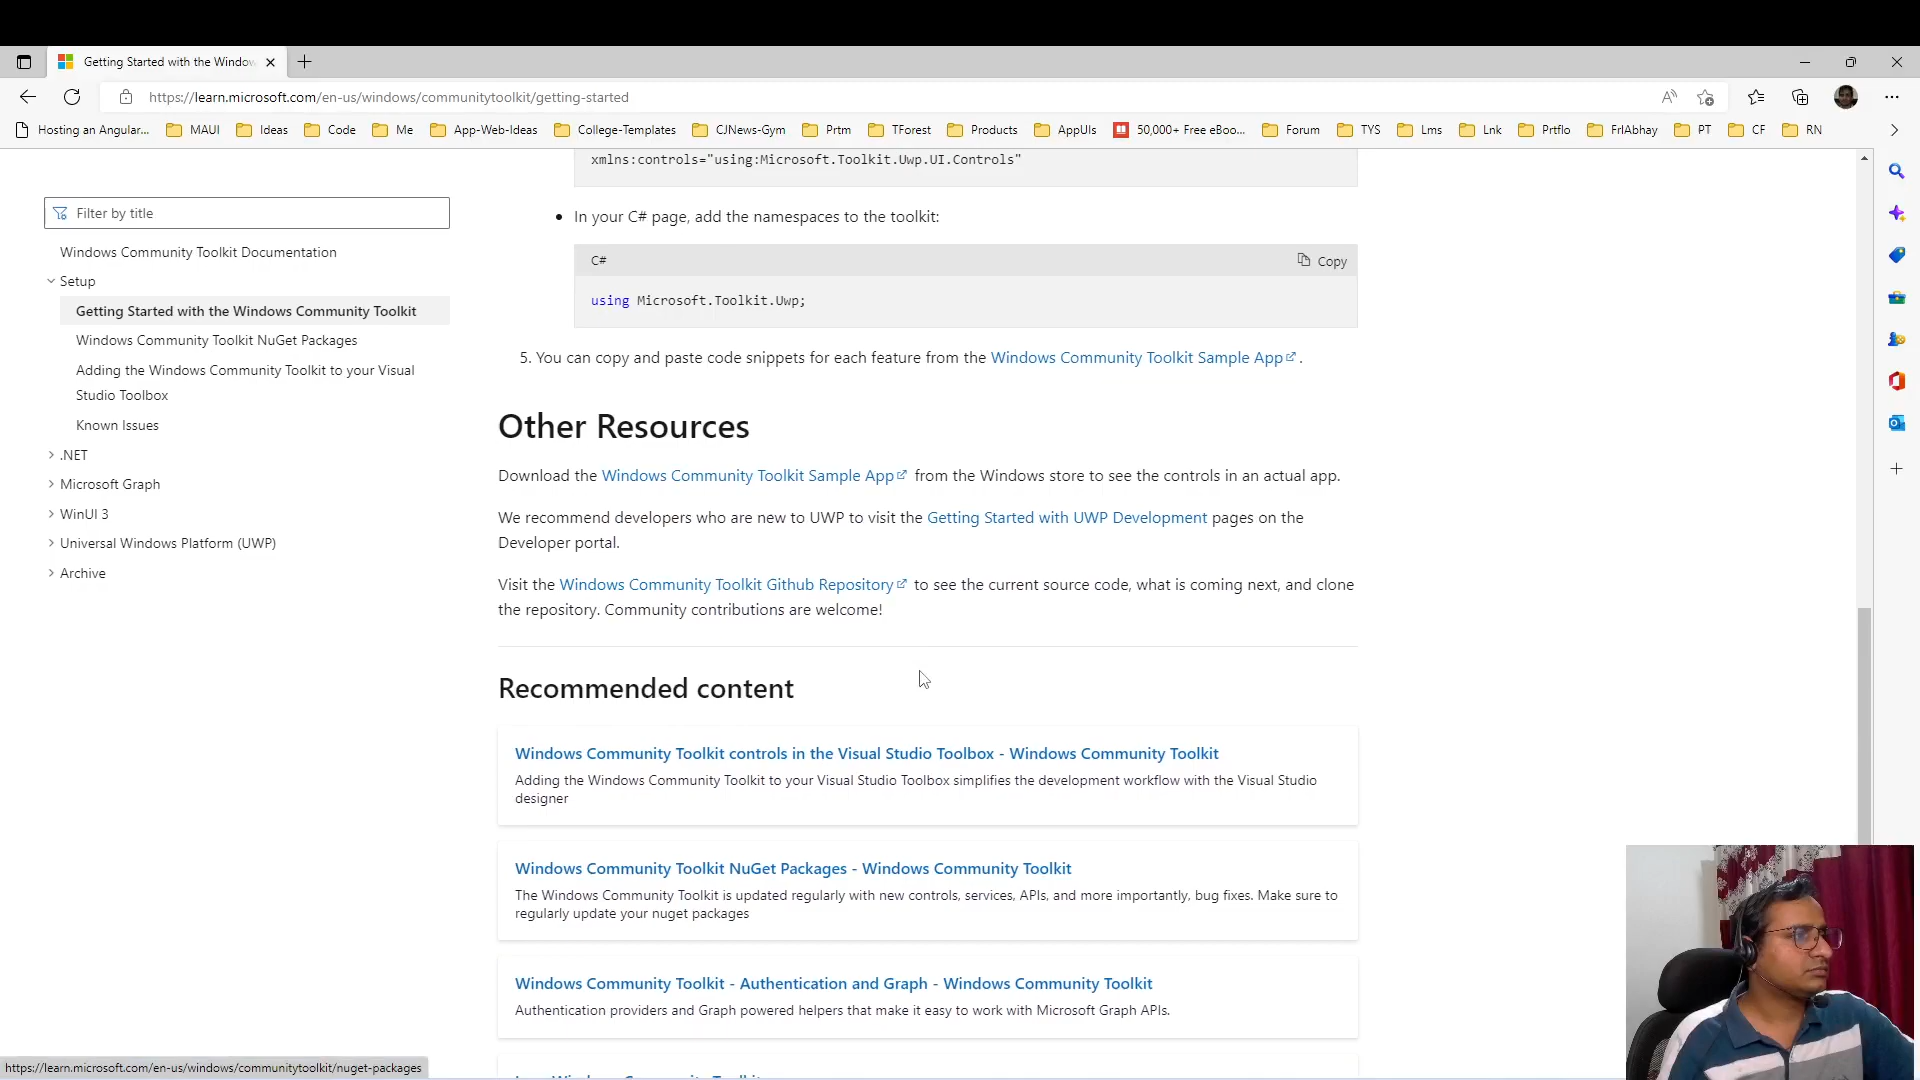 Getting Started with the Window
https://learn.microsoft.com/en-us/windows/communitytoolkit/getting-started
Hosting an Angular... MAUI Ideas Code Me App-Web-Ideas College-Templates CJNews-Gym Prtm TForest Products AppUIs 50,000+ Free eBoo... Forum TYS Lms Lnk Prtflo FrlAbhay PT CF RN
Filter by title
Windows Community Toolkit Documentation
Setup
Getting Started with the Windows Community Toolkit
Windows Community Toolkit NuGet Packages
Adding the Windows Community Toolkit to your Visual
Studio Toolbox
Known Issues
.NET
Microsoft Graph
WinUI 3
Universal Windows Platform (UWP)
Archive
xmlns:controls="using:Microsoft.Toolkit.Uwp.UI.Controls"
• In your C# page, add the namespaces to the toolkit:
C# Copy
using Microsoft.Toolkit.Uwp;
5. You can copy and paste code snippets for each feature from the Windows Community Toolkit Sample App.
Other Resources
Download the Windows Community Toolkit Sample App from the Windows store to see the controls in an actual app.
We recommend developers who are new to UWP to visit the Getting Started with UWP Development pages on the
Developer portal.
Visit the Windows Community Toolkit Github Repository to see the current source code, what is coming next, and clone
the repository. Community contributions are welcome!
Recommended content
Windows Community Toolkit controls in the Visual Studio Toolbox - Windows Community Toolkit
Adding the Windows Community Toolkit to your Visual Studio Toolbox simplifies the development workflow with the Visual Studio
designer
Windows Community Toolkit NuGet Packages - Windows Community Toolkit
The Windows Community Toolkit is updated regularly with new controls, services, APIs, and more importantly, bug fixes. Make sure to
regularly update your nuget packages
Windows Community Toolkit - Authentication and Graph - Windows Community Toolkit
Authentication providers and Graph powered helpers that make it easy to work with Microsoft Graph APIs.
https://learn.microsoft.com/en-us/windows/communitytoolkit/nuget-packages